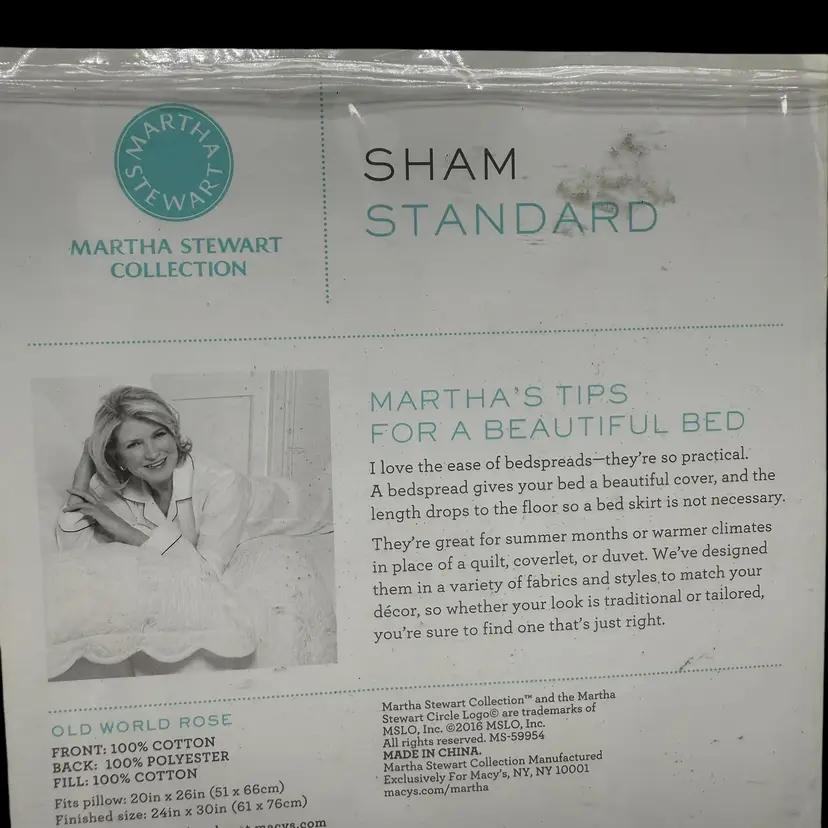 MARTHA STEWART
MARTHA STEWART
COLLECTION
SHAM
STANDARD
MARTHA'S TIPS
FOR A BEAUTIFUL BED
I love the ease of bedspreads—they're so practical.
A bedspread gives your bed a beautiful cover, and the
length drops to the floor so a bed skirt is not necessary.
They're great for summer months or warmer climates
in place of a quilt, coverlet, or duvet. We've designed
them in a variety of fabrics and styles to match your
décor, so whether your look is traditional or tailored,
you're sure to find one that's just right.
OLD WORLD ROSE
FRONT: 100% COTTON
BACK: 100% POLYESTER
FILL: 100% COTTON
Fits pillow: 20in x 26in (51 x 66cm)
Finished size: 24in x 30in (61 x 76cm)
macys.com
Martha Stewart Collection™ and the Martha
Stewart Circle Logo© are trademarks of
MSLO, Inc. ©2016 MSLO, Inc.
All rights reserved. MS-59954
MADE IN CHINA.
Martha Stewart Collection Manufactured
Exclusively For Macy's, NY, NY 10001
macys.com/martha